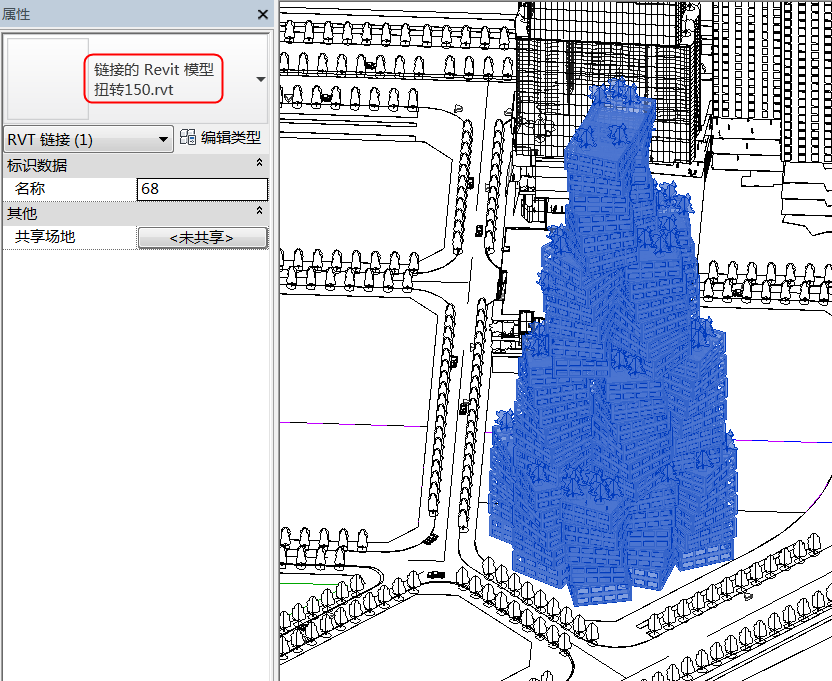 属性
链接的 Revit 模型
扭转150.rvt
RVT 链接 (1)
编辑类型
标识数据
名称
68
其他
共享场地
<未共享>